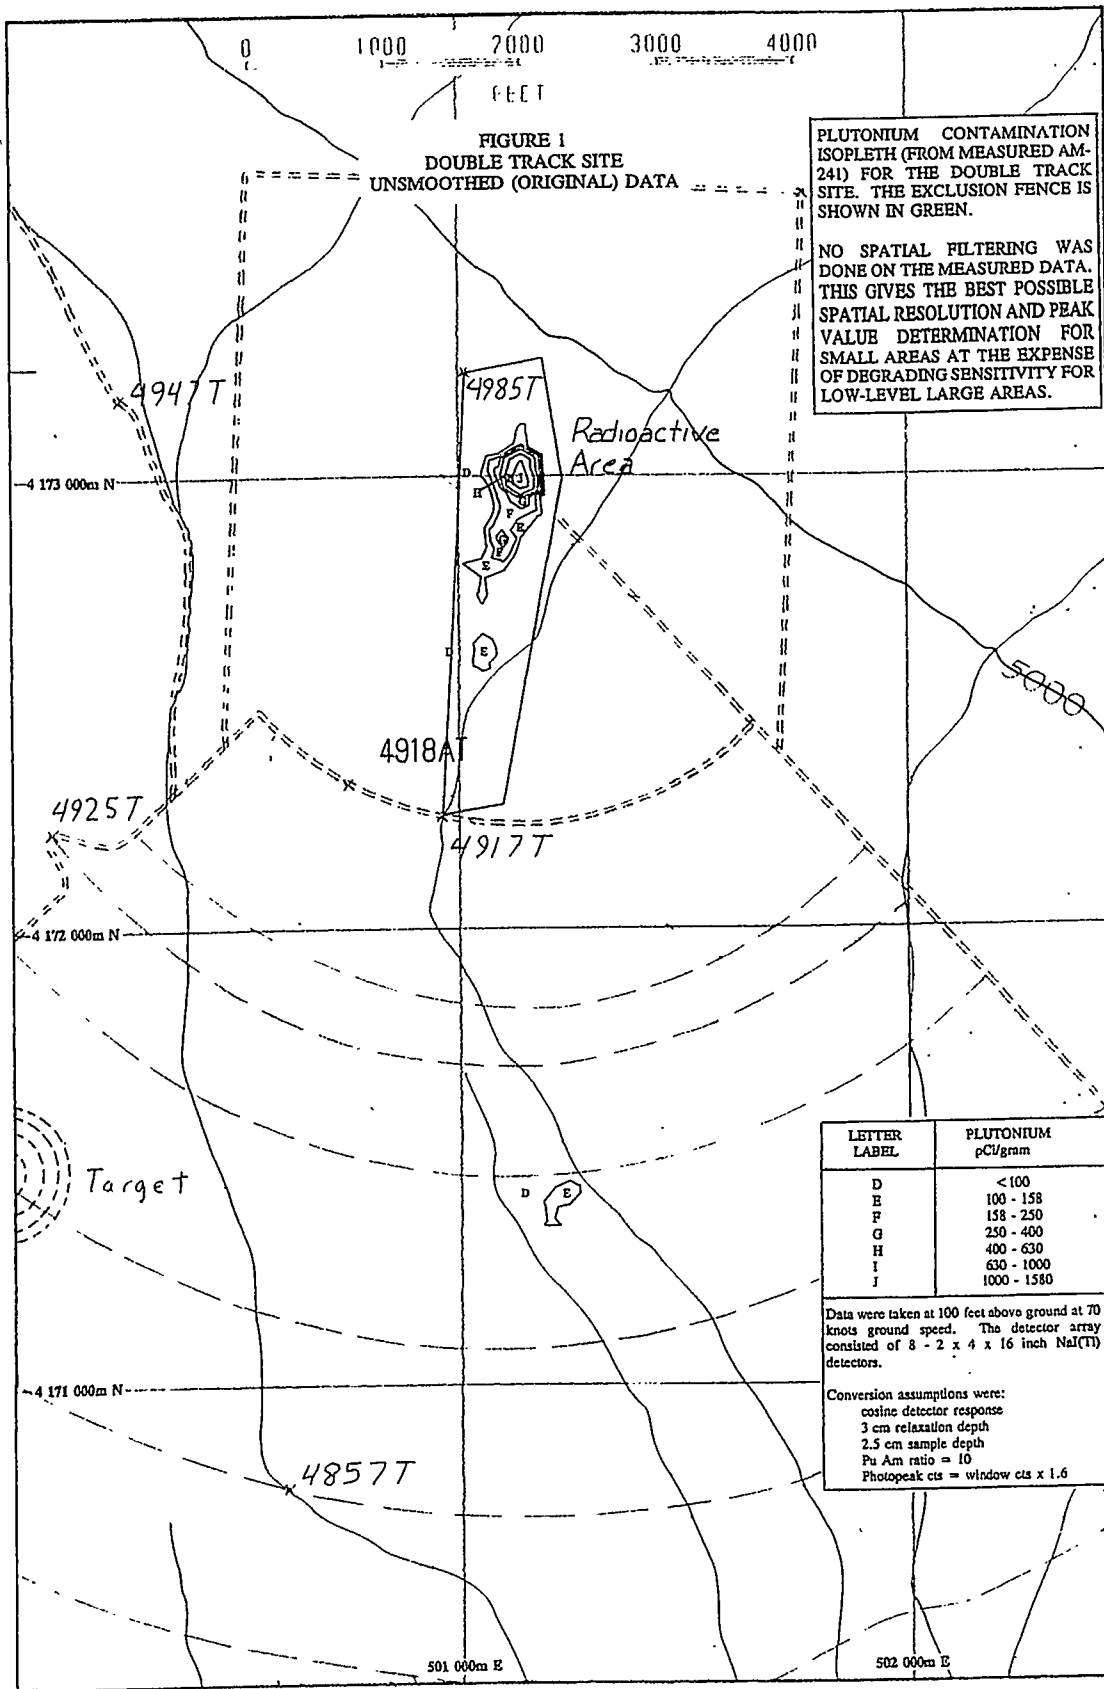 0 1000 2000 3000 4000
FEET
FIGURE 1
DOUBLE TRACK SITE
UNSMOOTHED (ORIGINAL) DATA
PLUTONIUM CONTAMINATION
ISOPLETH (FROM MEASURED AM-
241) FOR THE DOUBLE TRACK
SITE. THE EXCLUSION FENCE IS
SHOWN IN GREEN.
NO SPATIAL FILTERING WAS
DONE ON THE MEASURED DATA.
THIS GIVES THE BEST POSSIBLE
SPATIAL RESOLUTION AND PEAK
VALUE DETERMINATION FOR
SMALL AREAS AT THE EXPENSE
OF DEGRADING SENSITIVITY FOR
LOW-LEVEL LARGE AREAS.
4947T
4985T
Radioactive
Area
D
J
4 173 000m N
H
G
F
E
G
F
E
D
E
5000
4918AT
4925T
4917T
4 172 000m N
Target
D
E
LETTER LABEL
PLUTONIUM pCi/gram
D <100
E 100 - 158
F 158 - 250
G 250 - 400
H 400 - 630
I 630 - 1000
J 1000 - 1580
Data were taken at 100 feet above ground at 70
knots ground speed. The detector array
consisted of 8 - 2 x 4 x 16 inch NaI(Tl)
detectors.
Conversion assumptions were:
cosine detector response
3 cm relaxation depth
2.5 cm sample depth
Pu Am ratio = 10
Photopeak cts = window cts x 1.6
4 171 000m N
4857T
501 000m E
502 000m E